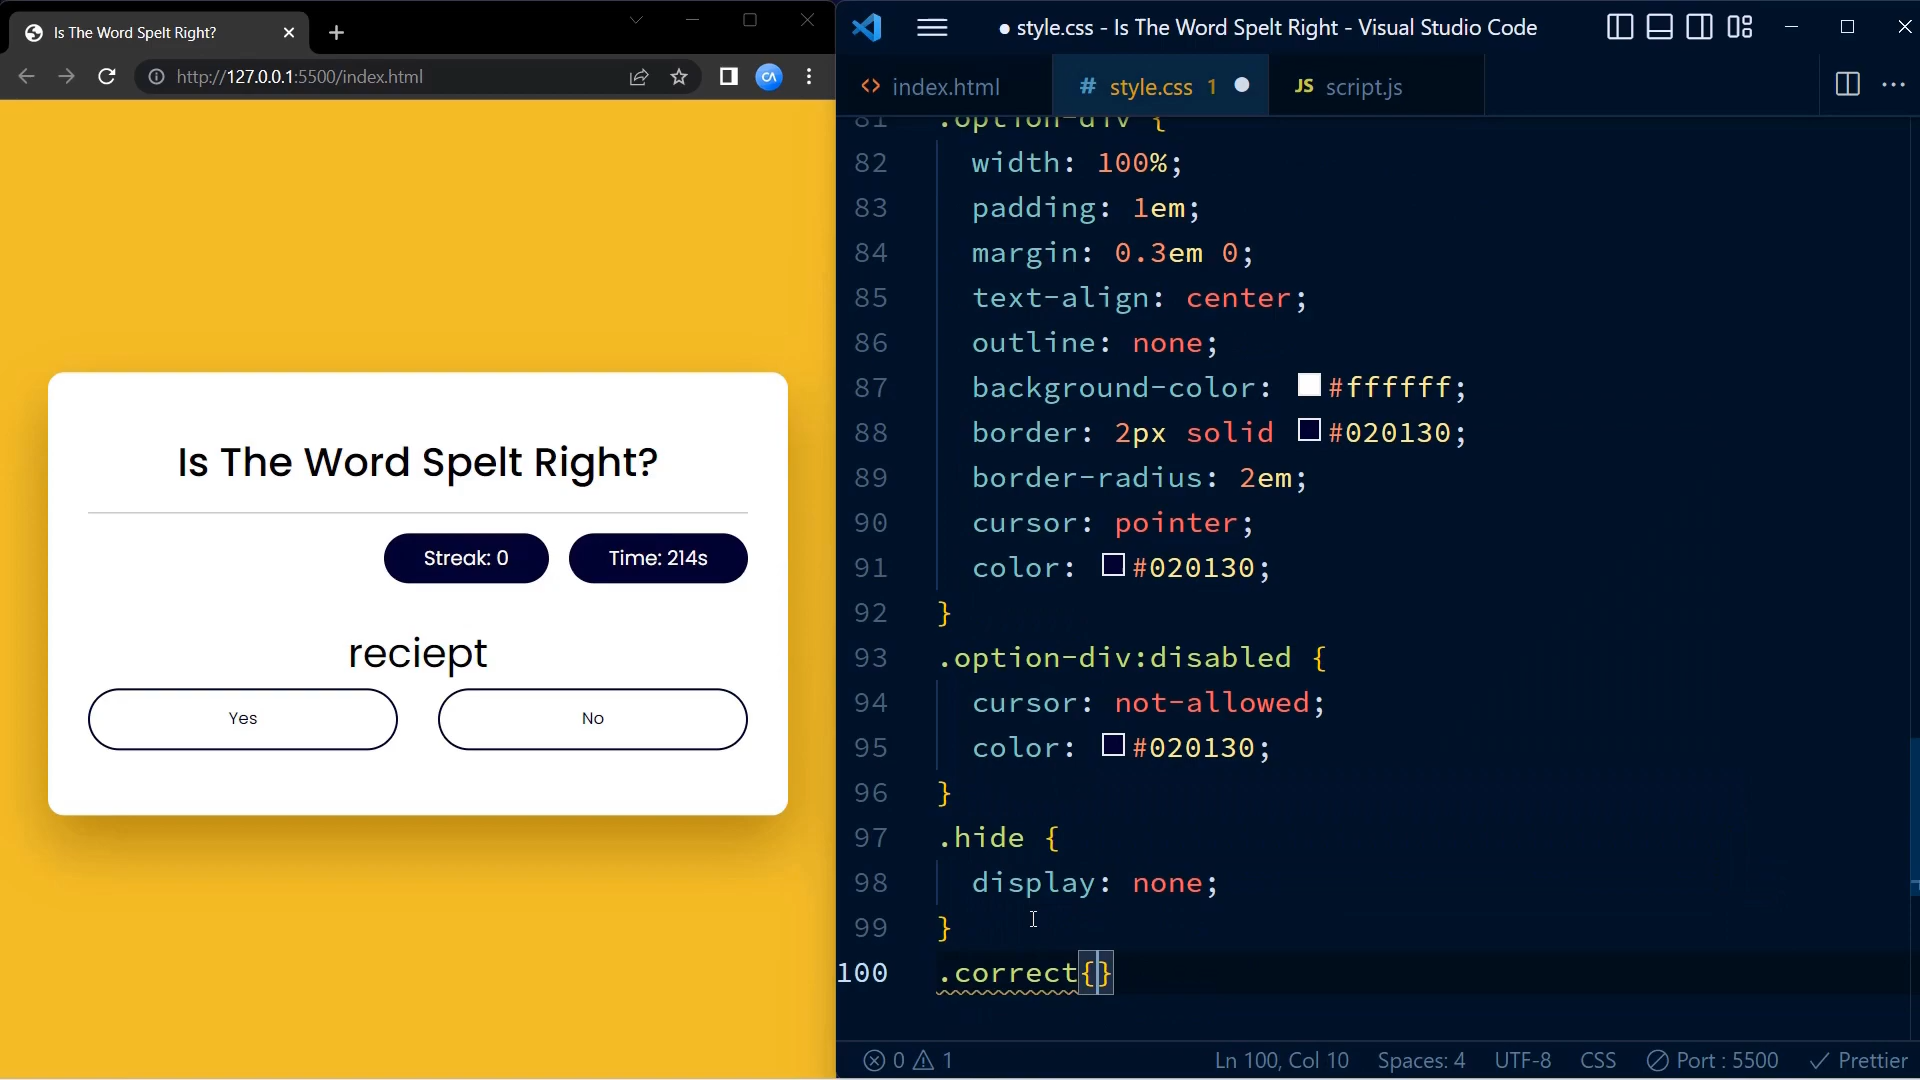 Is The Word Spelt Right?
http://127.0.0.1:5500/index.html
CA
Is The Word Spelt Right?
Streak: 0
Time: 214s
reciept
Yes
No
● style.css - Is The Word Spelt Right - Visual Studio Code
<> index.html
# style.css 1 ●
JS script.js
81 .option-div {
82 width: 100%;
83 padding: 1em;
84 margin: 0.3em 0;
85 text-align: center;
86 outline: none;
87 background-color: #ffffff;
88 border: 2px solid #020130;
89 border-radius: 2em;
90 cursor: pointer;
91 color: #020130;
92 }
93 .option-div:disabled {
94 cursor: not-allowed;
95 color: #020130;
96 }
97 .hide {
98 display: none;
99 }
100 .correct{}
0 1
Ln 100, Col 10
Spaces: 4
UTF-8
CSS
Port : 5500
Prettier